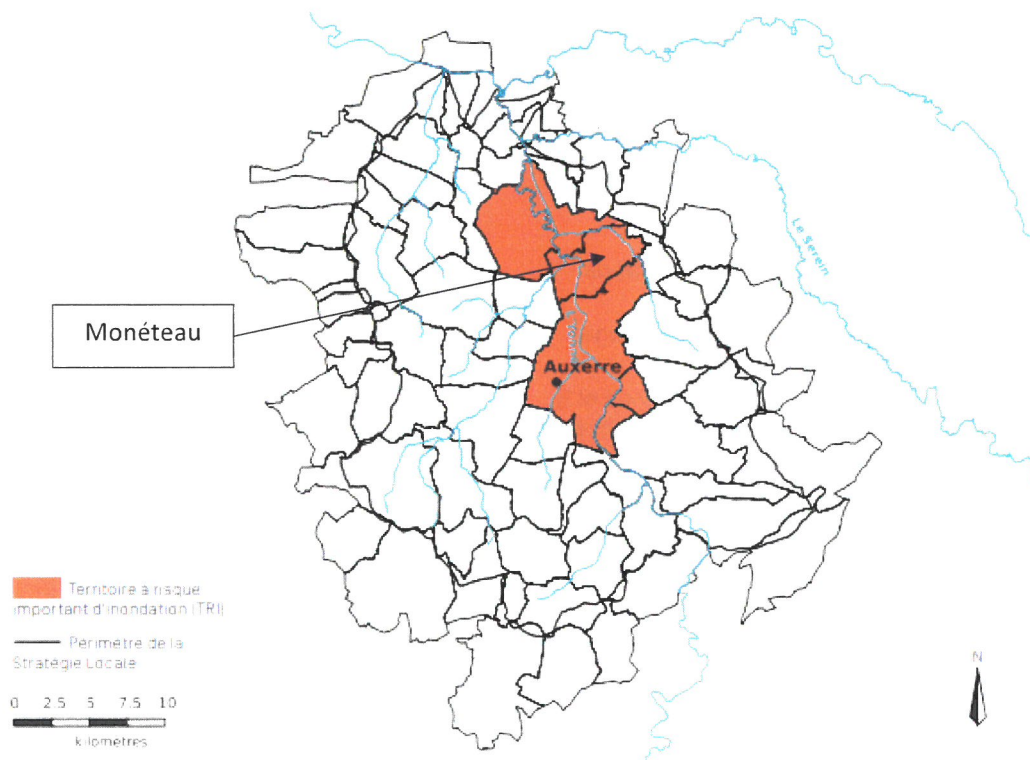 Le Serein
Monéteau
Auxerre
Territoire à risque
important d'inondation (TRI)
Périmètre de la
Stratégie Locale
0 2.5 5 7.5 10
kilomètres
N